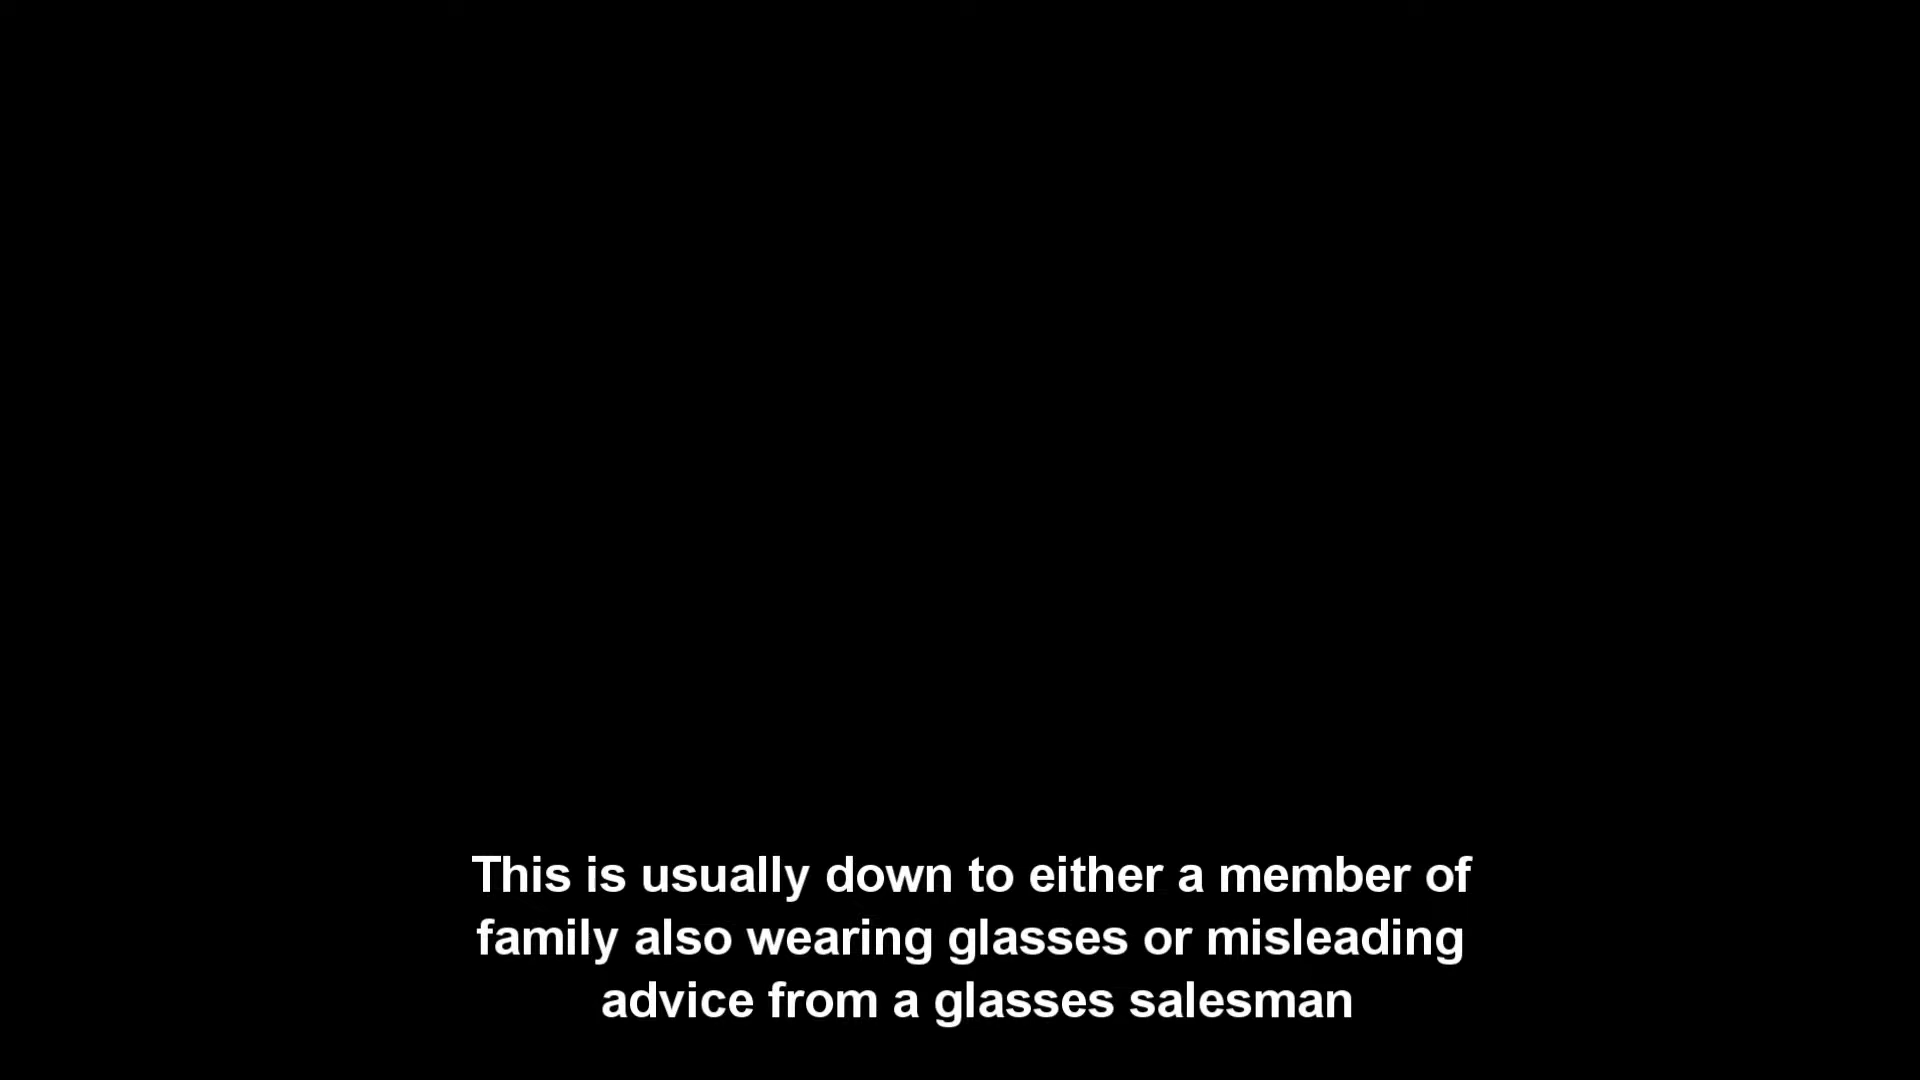 This is usually down to either a member of
family also wearing glasses or misleading
advice from a glasses salesman